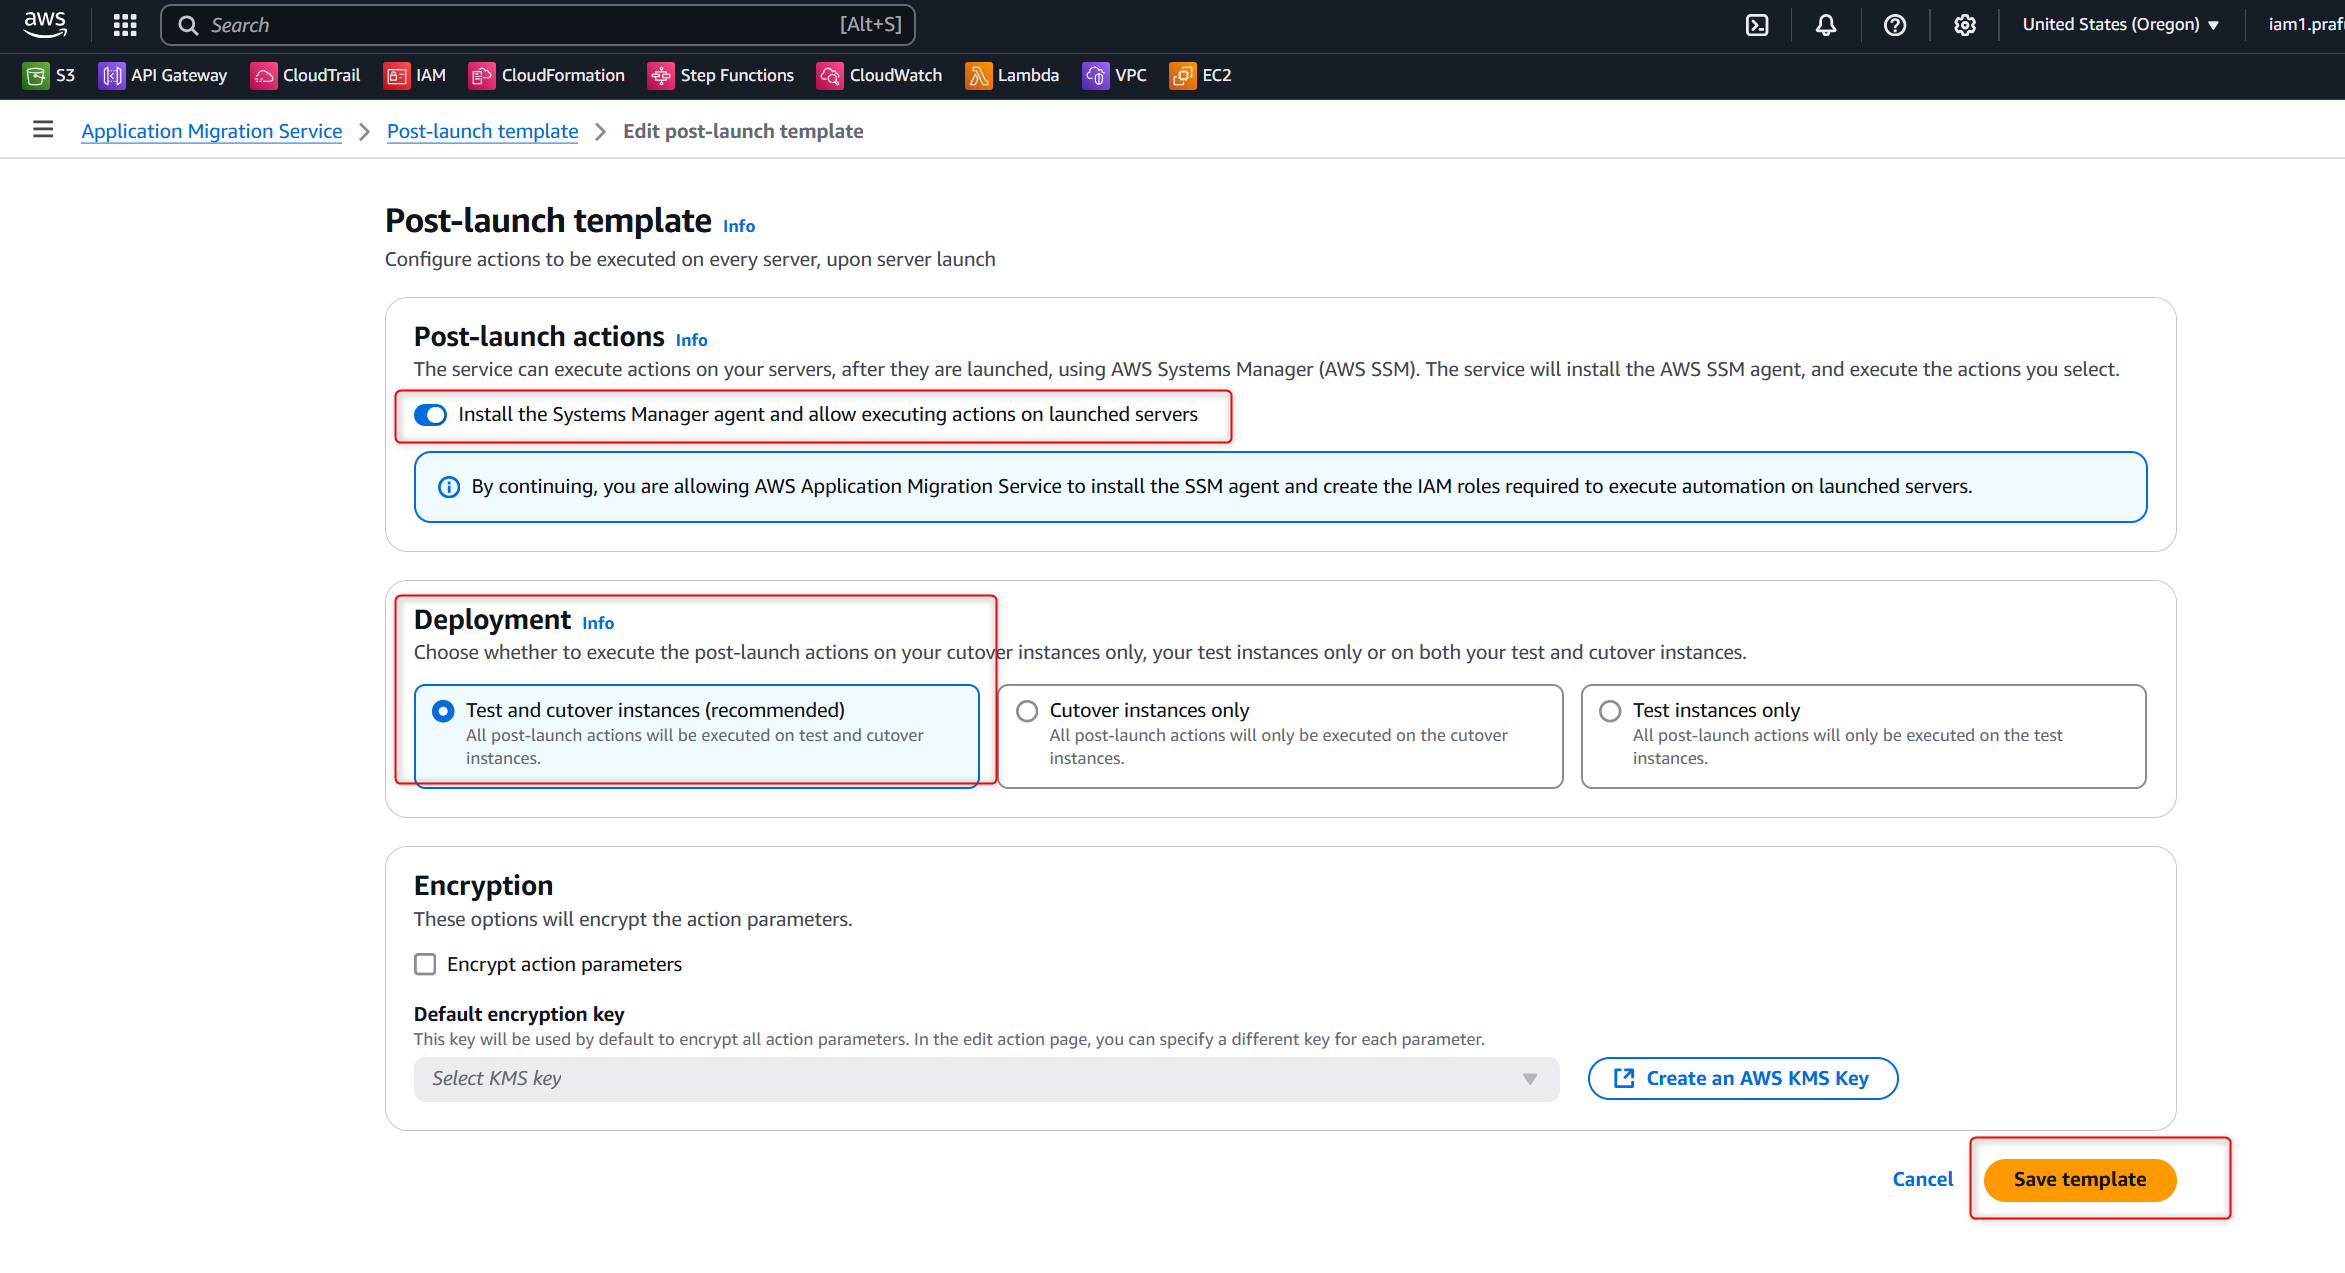 aws
Search [Alt+S] United States (Oregon) iam1.praf
S3 API Gateway CloudTrail IAM CloudFormation Step Functions CloudWatch Lambda VPC EC2
Application Migration Service Post-launch template Edit post-launch template
Post-launch template Info
Configure actions to be executed on every server, upon server launch
Post-launch actions Info
The service can execute actions on your servers, after they are launched, using AWS Systems Manager (AWS SSM). The service will install the AWS SSM agent, and execute the actions you select.
Install the Systems Manager agent and allow executing actions on launched servers
By continuing, you are allowing AWS Application Migration Service to install the SSM agent and create the IAM roles required to execute automation on launched servers.
Deployment Info
Choose whether to execute the post-launch actions on your cutover instances only, your test instances only or on both your test and cutover instances.
Test and cutover instances (recommended)
All post-launch actions will be executed on test and cutover
instances.
Cutover instances only
All post-launch actions will only be executed on the cutover
instances.
Test instances only
All post-launch actions will only be executed on the test
instances.
Encryption
These options will encrypt the action parameters.
Encrypt action parameters
Default encryption key
This key will be used by default to encrypt all action parameters. In the edit action page, you can specify a different key for each parameter.
Select KMS key
Create an AWS KMS Key
Cancel Save template